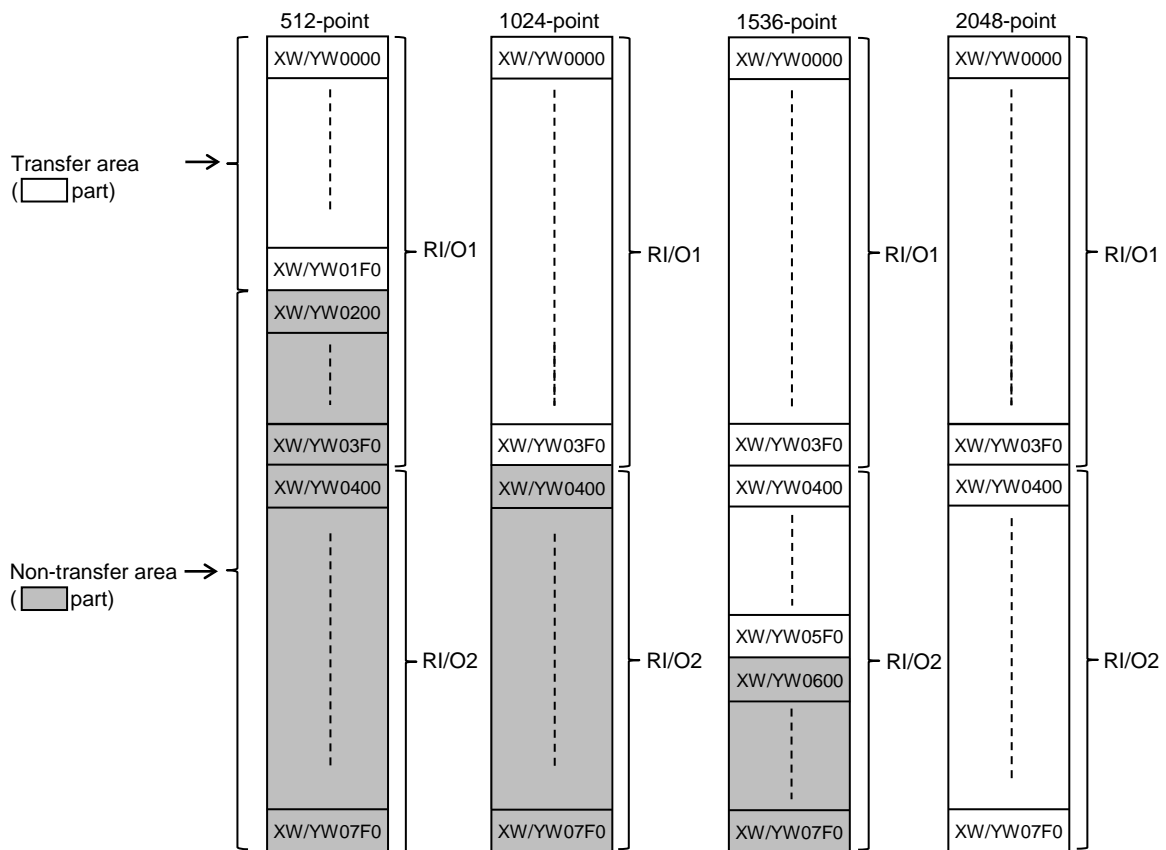 512-point
1024-point
1536-point
2048-point
XW/YW0000
XW/YW0000
XW/YW0000
XW/YW0000
Transfer area
( part)
XW/YW01F0
RI/O1
RI/O1
RI/O1
RI/O1
XW/YW0200
XW/YW03F0
XW/YW03F0
XW/YW03F0
XW/YW03F0
XW/YW0400
XW/YW0400
XW/YW0400
XW/YW0400
Non-transfer area
( part)
XW/YW05F0
XW/YW0600
RI/O2
RI/O2
RI/O2
RI/O2
XW/YW07F0
XW/YW07F0
XW/YW07F0
XW/YW07F0